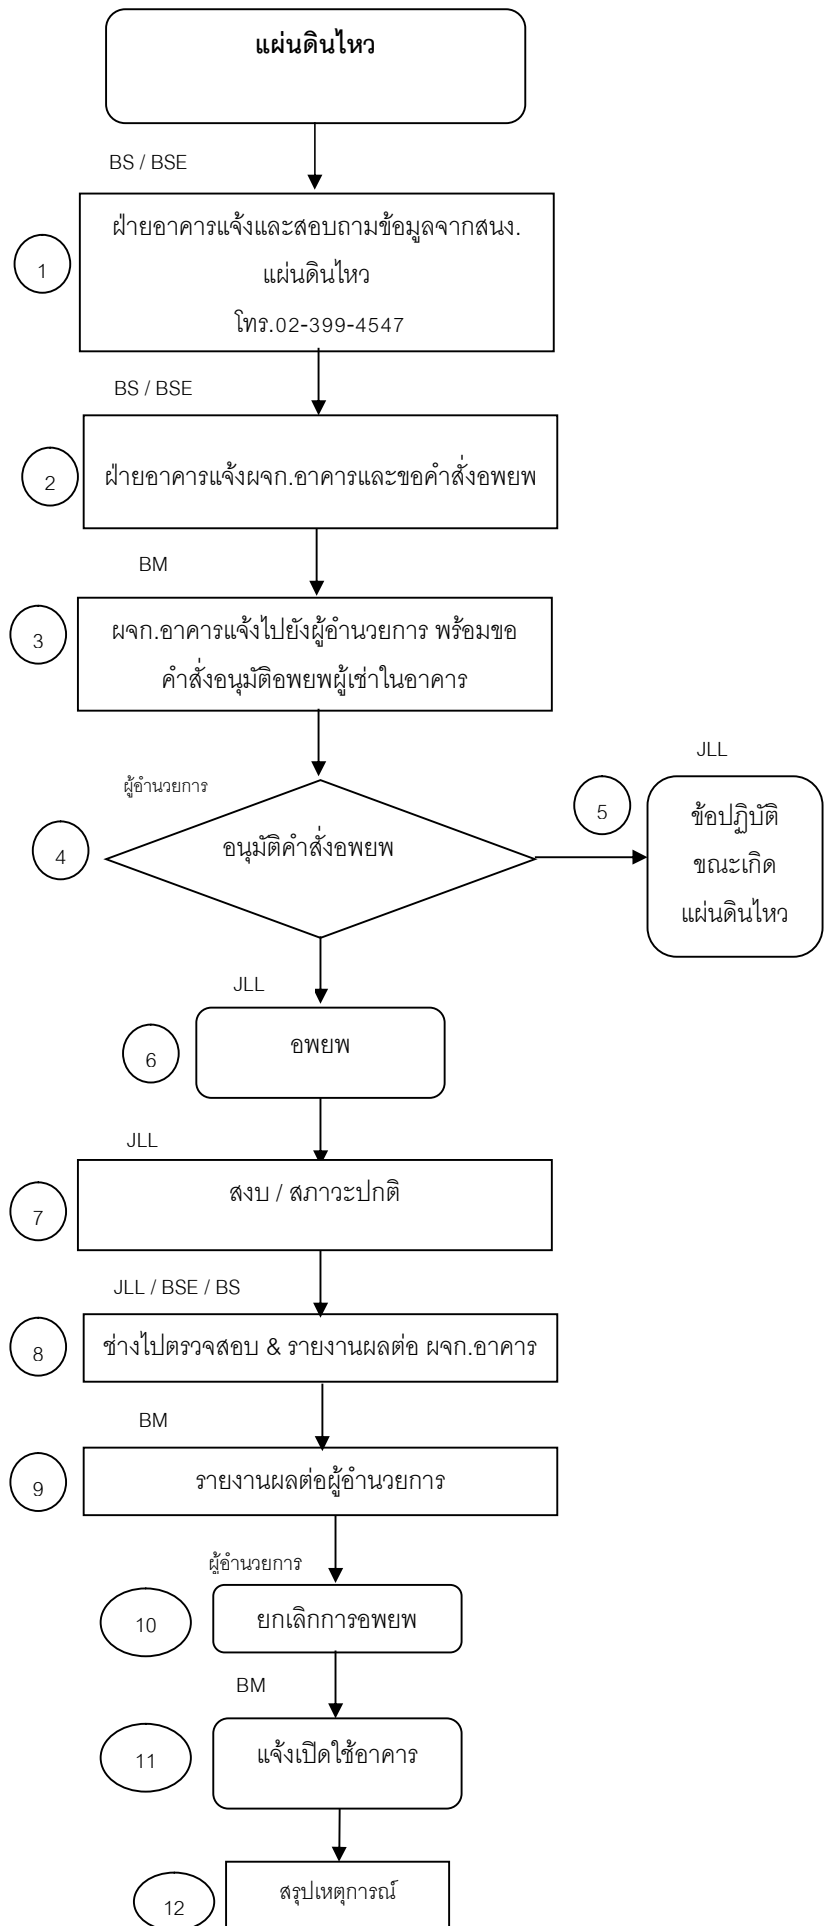 แผ่นดินไหว
BS / BSE
1
ฝ่ายอาคารแจ้งและสอบถามข้อมูลจากสนง.
แผ่นดินไหว
โทร.02-399-4547
BS / BSE
2
ฝ่ายอาคารแจ้งผจก.อาคารและขอคำสั่งอพยพ
BM
3
ผจก.อาคารแจ้งไปยังผู้อำนวยการ พร้อมขอ
คำสั่งอนุมัติอพยพผู้เช่าในอาคาร
ผู้อำนวยการ
4
อนุมัติคำสั่งอพยพ
JLL
5
ข้อปฏิบัติ
ขณะเกิด
แผ่นดินไหว
JLL
6
อพยพ
JLL
7
สงบ / สภาวะปกติ
JLL / BSE / BS
8
ช่างไปตรวจสอบ & รายงานผลต่อ ผจก.อาคาร
BM
9
รายงานผลต่อผู้อำนวยการ
ผู้อำนวยการ
10
ยกเลิกการอพยพ
BM
11
แจ้งเปิดใช้อาคาร
12
สรุปเหตุการณ์